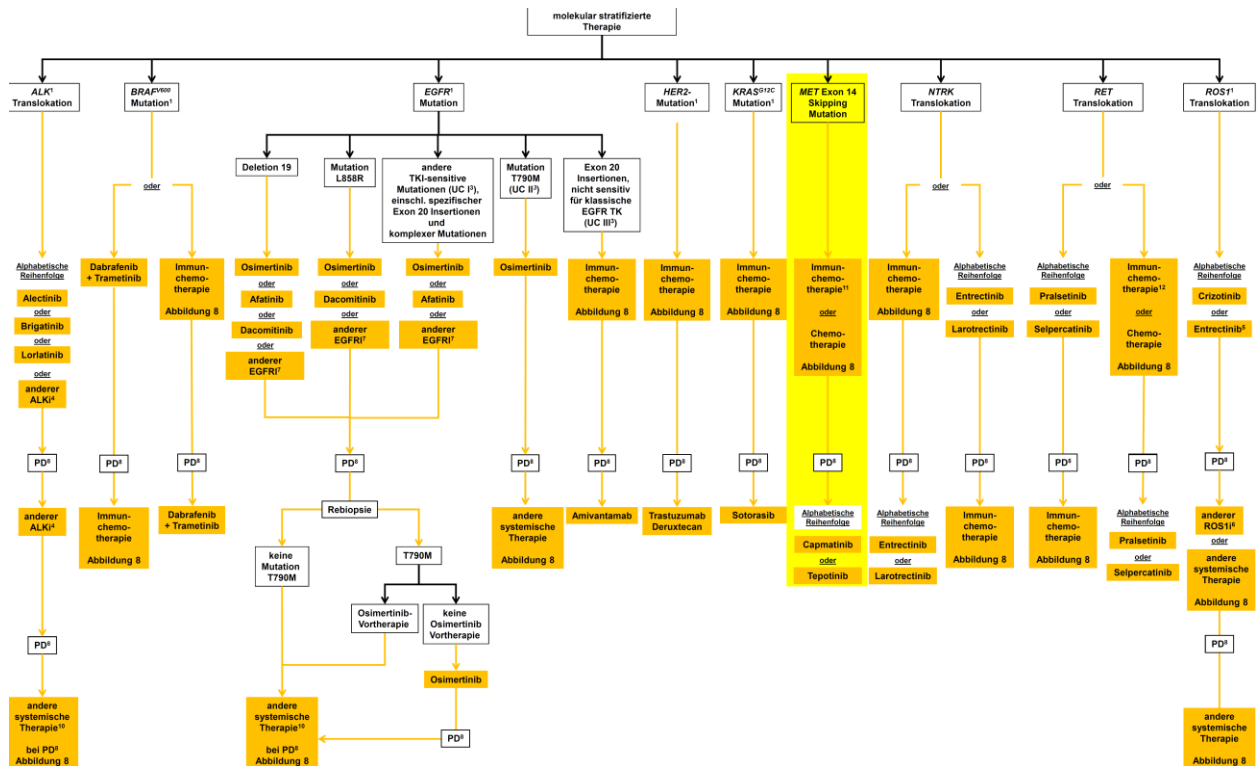 molekular stratifizierte
Therapie
ALK¹
Translokation
BRAFV600
Mutation¹
EGFR¹
Mutation
HER2-
Mutation¹
KRASG12C
Mutation¹
MET Exon 14
Skipping
Mutation
NTRK
Translokation
RET
Translokation
ROS1¹
Translokation
Deletion 19
Mutation
L858R
andere
TKI-sensitive
Mutationen (UC I³),
einschl. spezifischer
Exon 20 Insertionen
und
komplexer Mutationen
Mutation
T790M
(UC II³)
Exon 20
Insertionen,
nicht sensitiv
für klassische
EGFR TK
(UC III³)
oder
oder
oder
Alphabetische
Reihenfolge
Alectinib
oder
Brigatinib
oder
Lorlatinib
oder
anderer
ALKi⁴
PD⁸
anderer
ALKi⁴
PD⁸
andere
systemische
Therapie¹⁰
bei PD⁸
Abbildung 8
Dabrafenib
+ Trametinib
PD⁸
Immun-
chemo-
therapie
Abbildung 8
Immun-
chemo-
therapie
Abbildung 8
PD⁸
Dabrafenib
+ Trametinib
Osimertinib
oder
Afatinib
oder
Dacomitinib
oder
anderer
EGFRI⁷
Osimertinib
oder
Dacomitinib
oder
anderer
EGFRI⁷
Osimertinib
oder
Afatinib
oder
anderer
EGFRI⁷
PD⁸
Rebiopsie
keine
Mutation
T790M
T790M
Osimertinib-
Vortherapie
keine
Osimertinib
Vortherapie
Osimertinib
PD⁸
andere
systemische
Therapie¹⁰
bei PD⁸
Abbildung 8
Osimertinib
PD⁸
andere
systemische
Therapie
Abbildung 8
Immun-
chemo-
therapie
Abbildung 8
PD⁸
Amivantamab
Immun-
chemo-
therapie
Abbildung 8
PD⁸
Trastuzumab
Deruxtecan
Immun-
chemo-
therapie
Abbildung 8
PD⁸
Sotorasib
Immun-
chemo-
therapie¹¹
oder
Chemo-
therapie
Abbildung 8
PD⁸
Alphabetische
Reihenfolge
Capmatinib
oder
Tepotinib
Immun-
chemo-
therapie
Abbildung 8
PD⁸
Alphabetische
Reihenfolge
Entrectinib
oder
Larotrectinib
Alphabetische
Reihenfolge
Entrectinib
oder
Larotrectinib
PD⁸
Immun-
chemo-
therapie
Abbildung 8
Alphabetische
Reihenfolge
Pralsetinib
oder
Selpercatinib
PD⁸
Immun-
chemo-
therapie
Abbildung 8
Immun-
chemo-
therapie¹²
oder
Chemo-
therapie
Abbildung 8
PD⁸
Alphabetische
Reihenfolge
Pralsetinib
oder
Selpercatinib
Alphabetische
Reihenfolge
Crizotinib
oder
Entrectinib⁵
PD⁸
anderer
ROS1i⁶
oder
andere
systemische
Therapie
Abbildung 8
PD⁸
andere
systemische
Therapie
Abbildung 8